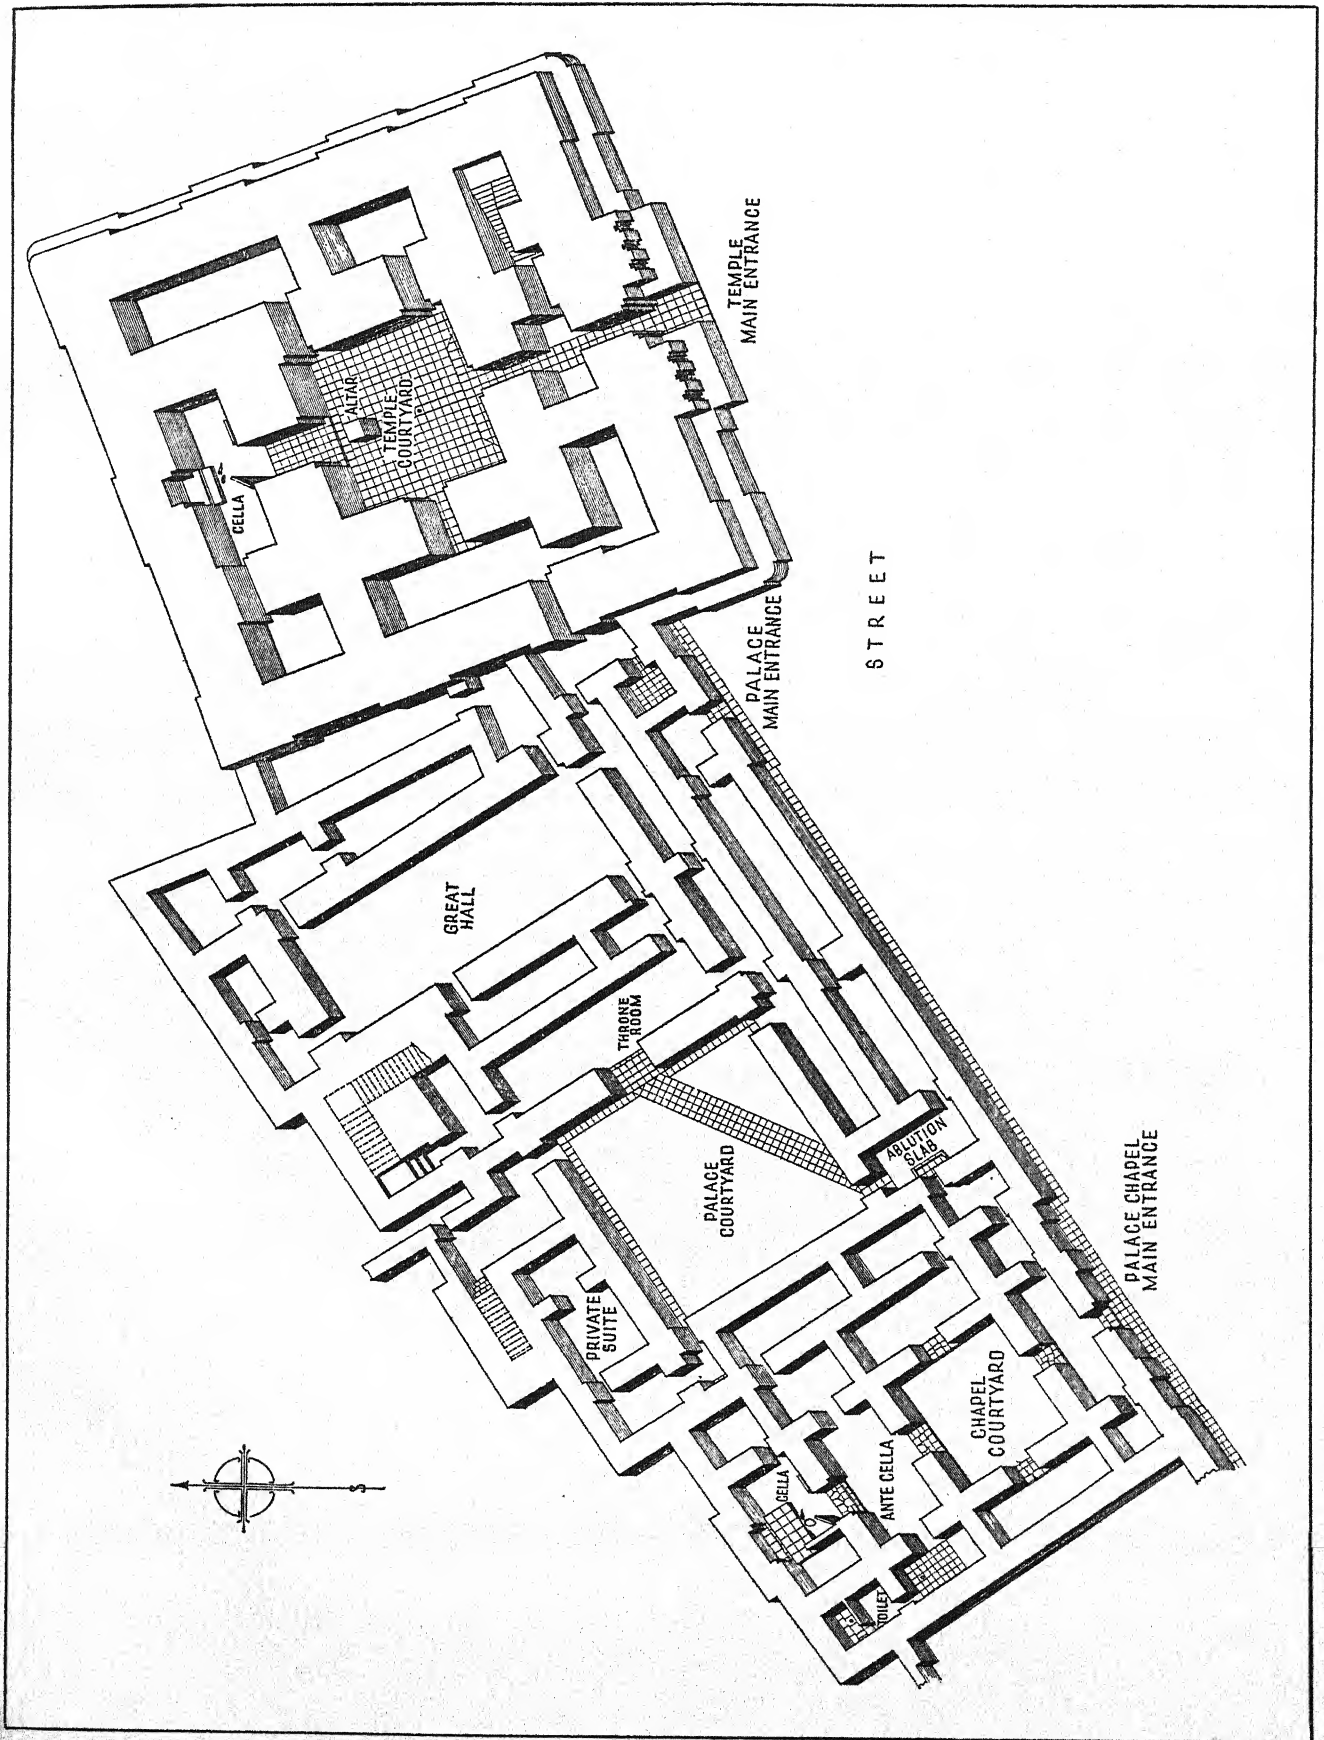 TEMPLE
MAIN ENTRANCE
ALTAR
TEMPLE
COURTYARD
CELLA
STREET
PALACE
MAIN ENTRANCE
GREAT
HALL
THRONE
ROOM
ABLUTION
SLAB
PALACE
COURTYARD
PALACE CHAPEL
MAIN ENTRANCE
PRIVATE
SUITE
CHAPEL
COURTYARD
CELLA
ANTE CELLA
TOILET
S